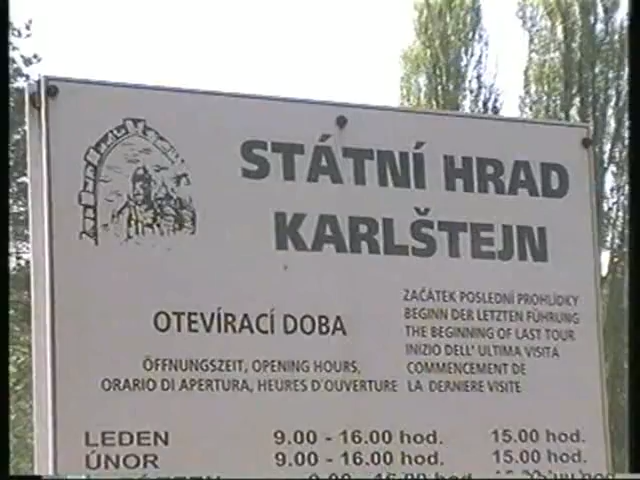 STÁTNÍ HRAD
KARLŠTEJN
OTEVÍRACÍ DOBA
ÖFFNUNGSZEIT, OPENING HOURS,
ORARIO DI APERTURA, HEURES D'OUVERTURE
ZAČÁTEK POSLEDNÍ PROHLÍDKY
BEGINN DER LETZTEN FÜHRUNG
THE BEGINNING OF LAST TOUR
INIZIO DELL' ULTIMA VISITA
COMMENCEMENT DE
LA DERNIERE VISITE
LEDEN 9.00 - 16.00 hod. 15.00 hod.
ÚNOR 9.00 - 16.00 hod. 15.00 hod.